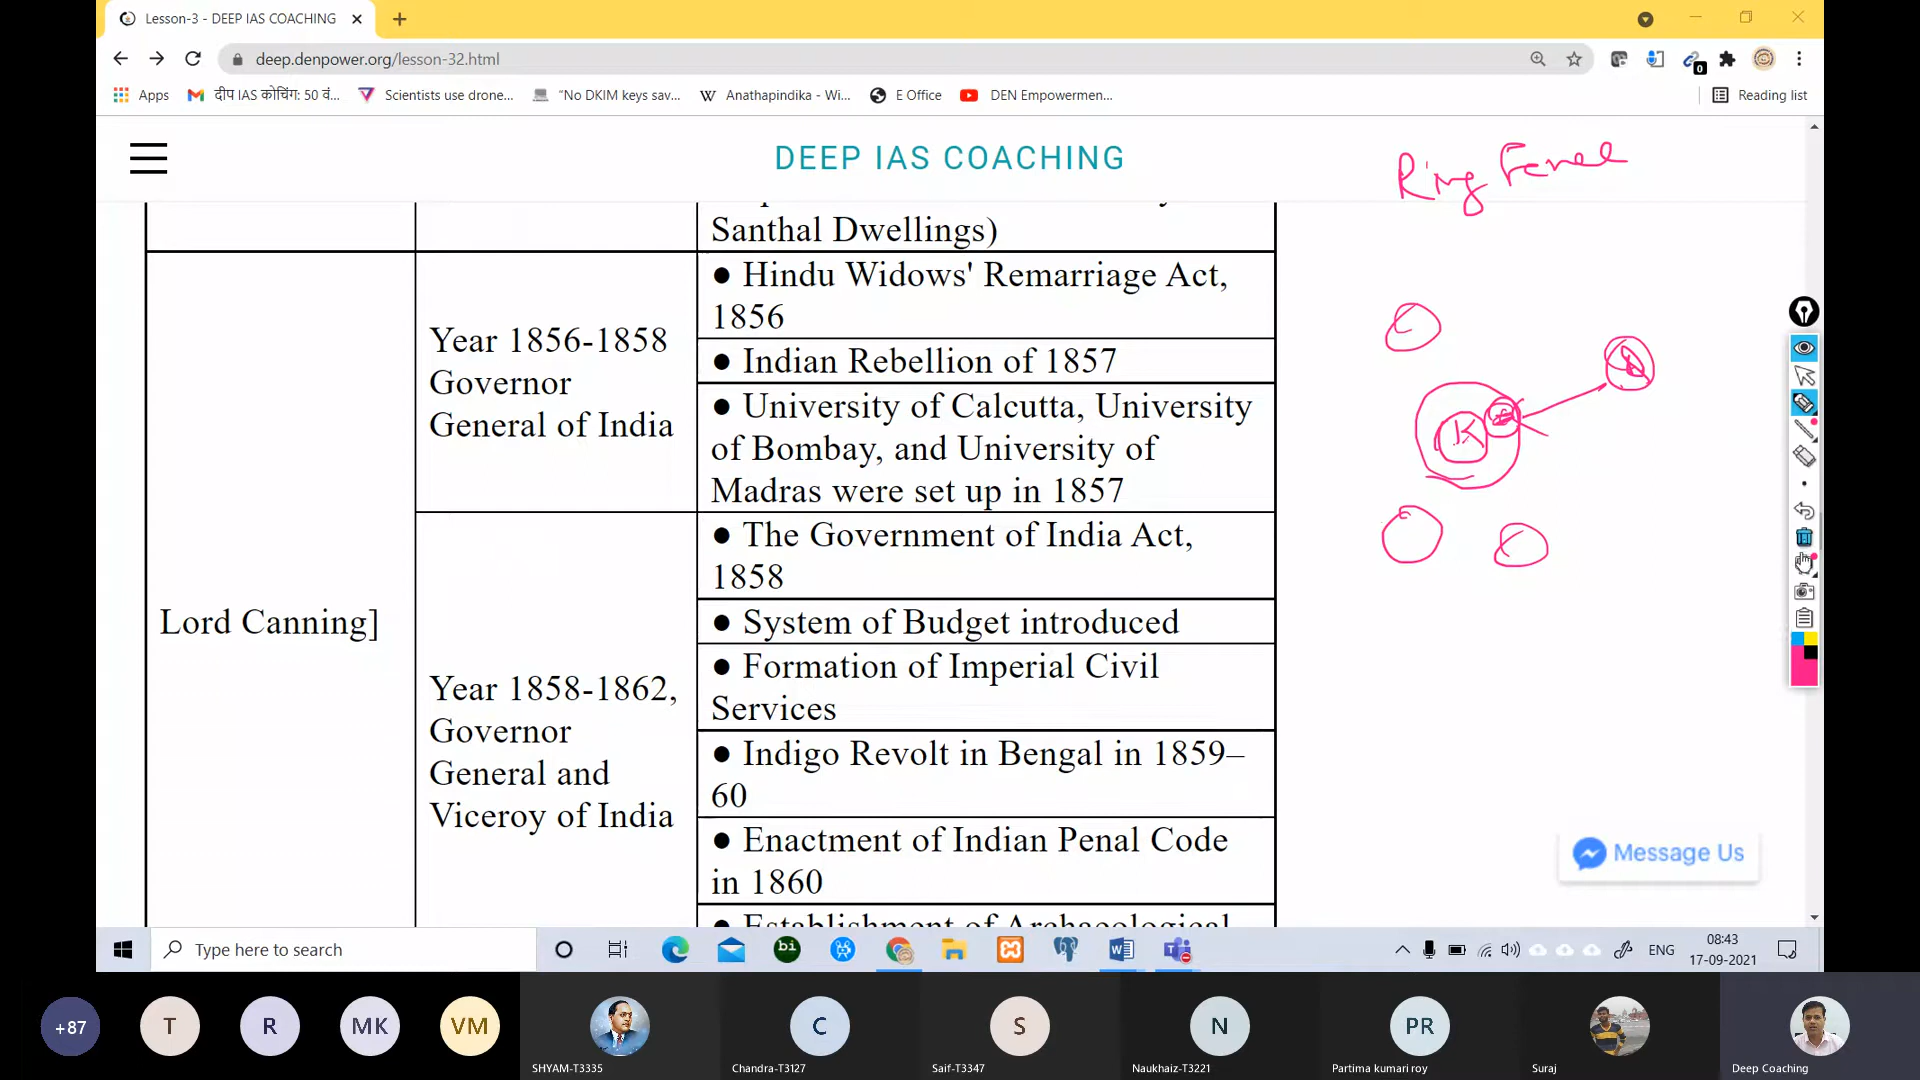 Lesson-3 - DEEP IAS COACHING
deep.denpower.org/lesson-32.html
Apps
दीप IAS कोचिंग: 50 वं...
Scientists use drone...
"No DKIM keys sav...
Anathapindika - Wi...
E Office
DEN Empowermen...
Reading list
DEEP IAS COACHING
Ring Fence
Santhal Dwellings)
Lord Canning]
Year 1856-1858
Governor
General of India
● Hindu Widows' Remarriage Act,
1856
● Indian Rebellion of 1857
● University of Calcutta, University
of Bombay, and University of
Madras were set up in 1857
Year 1858-1862,
Governor
General and
Viceroy of India
● The Government of India Act,
1858
● System of Budget introduced
● Formation of Imperial Civil
Services
● Indigo Revolt in Bengal in 1859–
60
● Enactment of Indian Penal Code
in 1860
● Establishment of Archaeological
K
0
Message Us
Type here to search
bi
ENG
08:43
17-09-2021
+87
T
R
MK
VM
SHYAM-T3335
C
Chandra-T3127
S
Saif-T3347
N
Naukhaiz-T3221
PR
Partima kumari roy
Suraj
Deep Coaching